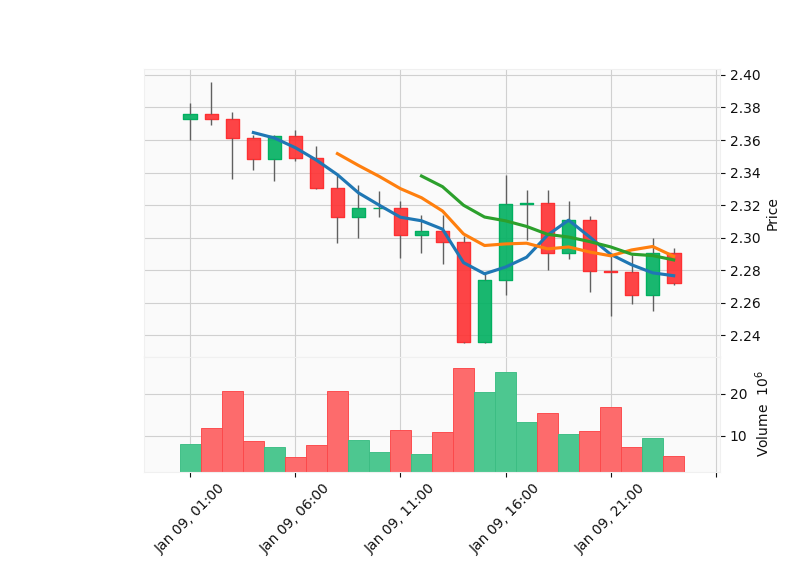 2.40
2.38
2.36
2.34
2.32
2.30
2.28
2.26
2.24
Price
20
10
Volume 10^6
Jan 09, 01:00
Jan 09, 06:00
Jan 09, 11:00
Jan 09, 16:00
Jan 09, 21:00